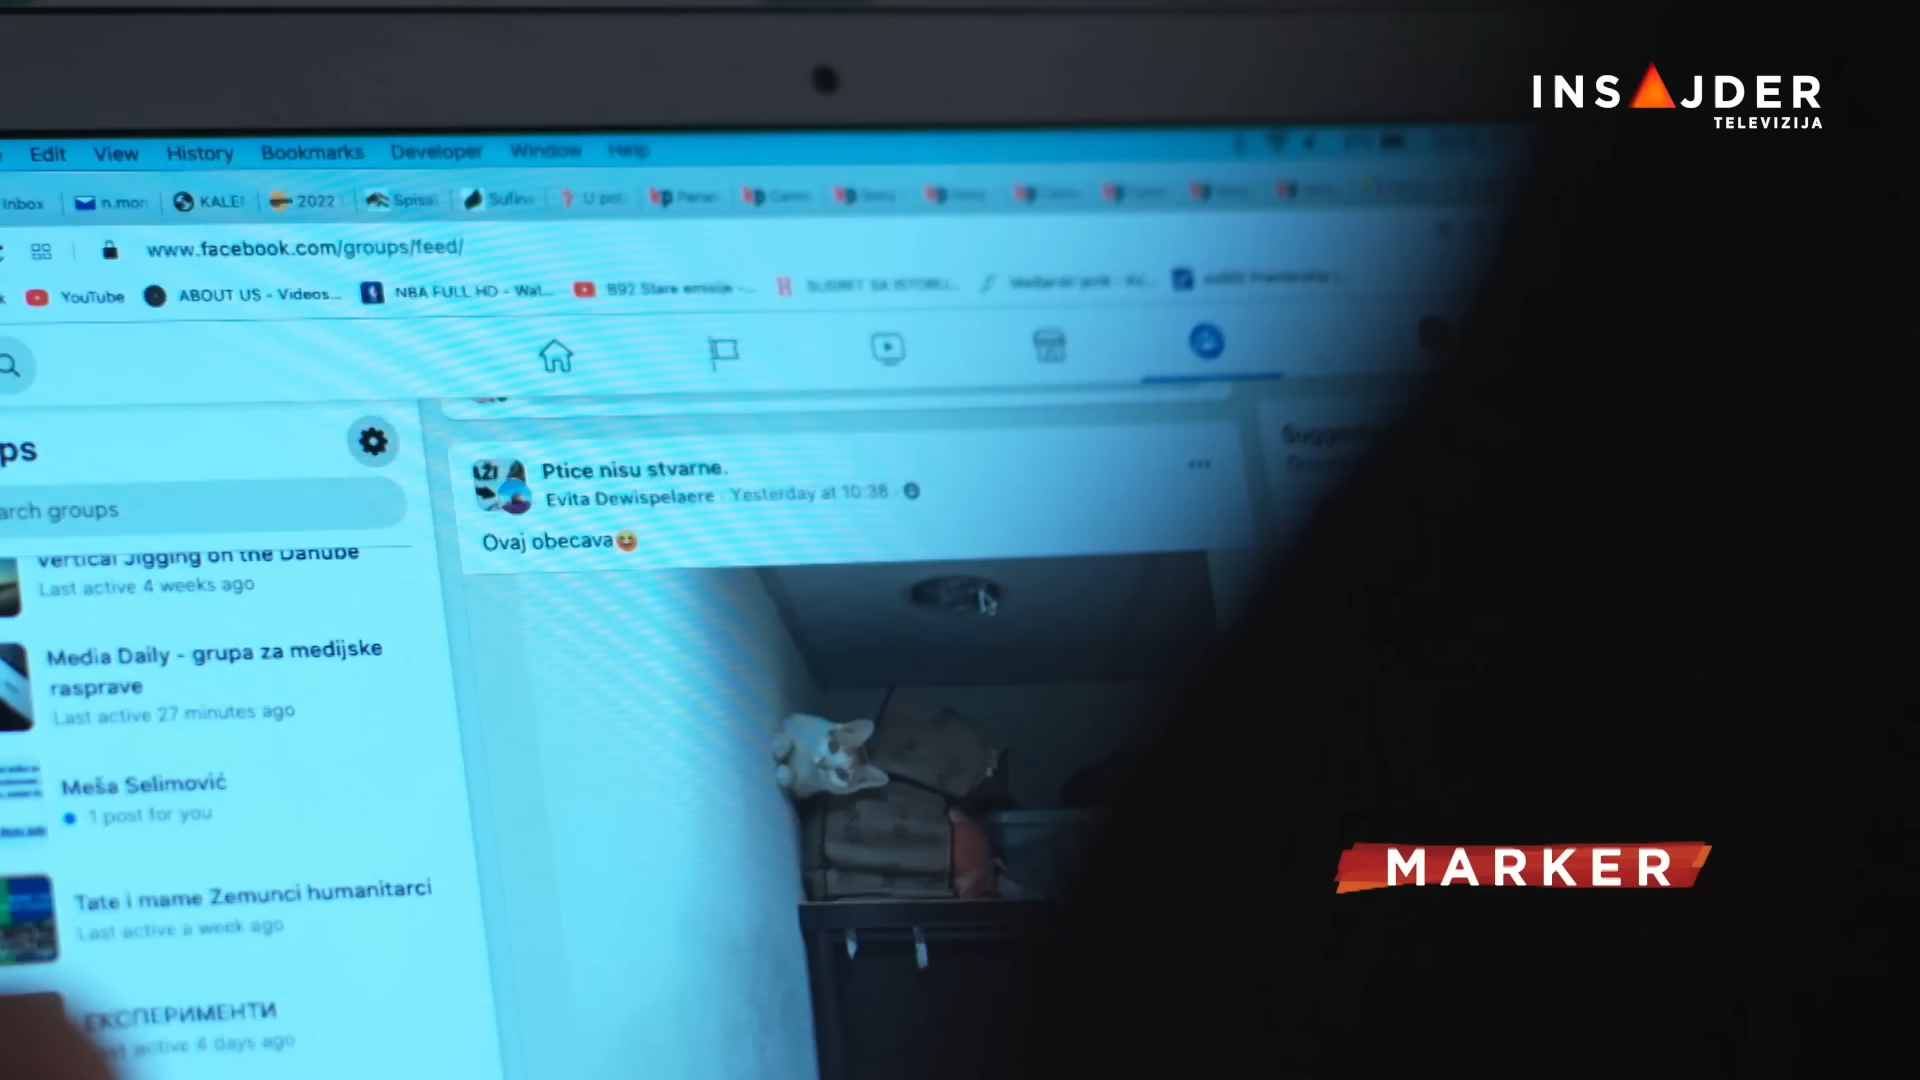 INSAJDER
TELEVIZIJA
Edit View History Bookmarks Developer Window Help
Inbox n.mon KALE 2022 Spisal Sufin U pot
www.facebook.com/groups/feed/
YouTube ABOUT US - Videos... NBA FULL HD - Wat... B92 Stare emisije -...
ps
arch groups
Vertical Jigging on the Danube
Last active 4 weeks ago
Media Daily - grupa za medijske
rasprave
Last active 27 minutes ago
Meša Selimović
1 post for you
Tate i mame Zemunci humanitarci
Last active a week ago
ЕКСПЕРИМЕНТИ
active 4 days ago
Ptice nisu stvarne.
Evita Dewispelaere · Yesterday at 10:38 ·
Ovaj obecava😆
MARKER